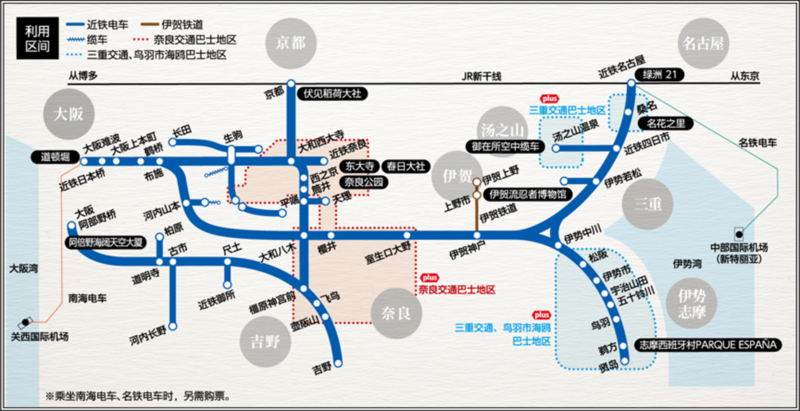 利用
区间
近铁电车
伊贺铁道
缆车
奈良交通巴士地区
三重交通、鸟羽市海鸥巴士地区
京都
名古屋
近铁名古屋
绿洲 21
从博多
JR新干线
从东京
京都
伏见稻荷大社
plus
三重交通巴士地区
桑名
名花之里
大阪
汤之山
汤之山温泉
御在所空中缆车
近铁四日市
名铁电车
道顿堀
大阪难波
大阪上本町
鹤桥
长田
生驹
大和西大寺
近铁奈良
近铁日本桥
布施
东大寺
春日大社
奈良公园
西之京
筒井
天理
平端
伊贺
伊贺上野
上野市
伊贺流忍者博物馆
伊贺铁道
伊势若松
三重
河内山本
大阪
阿部野桥
阿倍野海阔天空大厦
柏原
古市
尺土
大和八木
樱井
室生口大野
伊贺神户
伊势中川
中部国际机场
（新特丽亚）
大阪湾
道明寺
近铁御所
橿原神宫前
飞鸟
壶阪山
plus
奈良交通巴士地区
松阪
伊势市
宇治山田
五十铃川
伊势湾
伊势
志摩
南海电车
关西国际机场
河内长野
吉野
奈良
吉野
plus
三重交通、鸟羽市海鸥
巴士地区
鸟羽
鹈方
贤岛
志摩西班牙村PARQUE ESPAÑA
※乘坐南海电车、名铁电车时，另需购票。